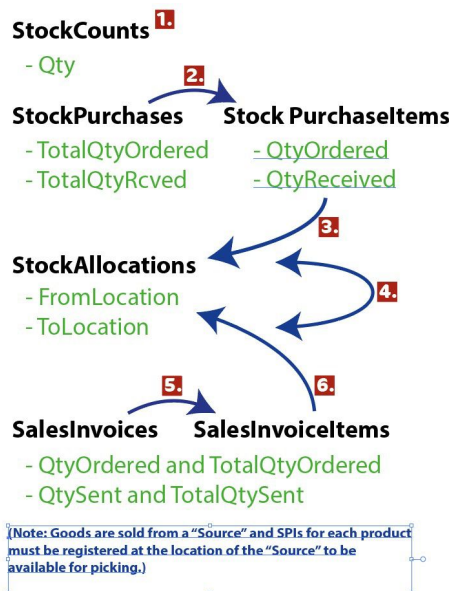 StockCounts 1.
- Qty
2.
StockPurchases Stock PurchaseItems
- TotalQtyOrdered - QtyOrdered
- TotalQtyRcved - QtyReceived
3.
StockAllocations
- FromLocation 4.
- ToLocation
5. 6.
SalesInvoices SalesInvoiceItems
- QtyOrdered and TotalQtyOrdered
- QtySent and TotalQtySent
(Note: Goods are sold from a “Source” and SPIs for each product
must be registered at the location of the “Source” to be
available for picking.)